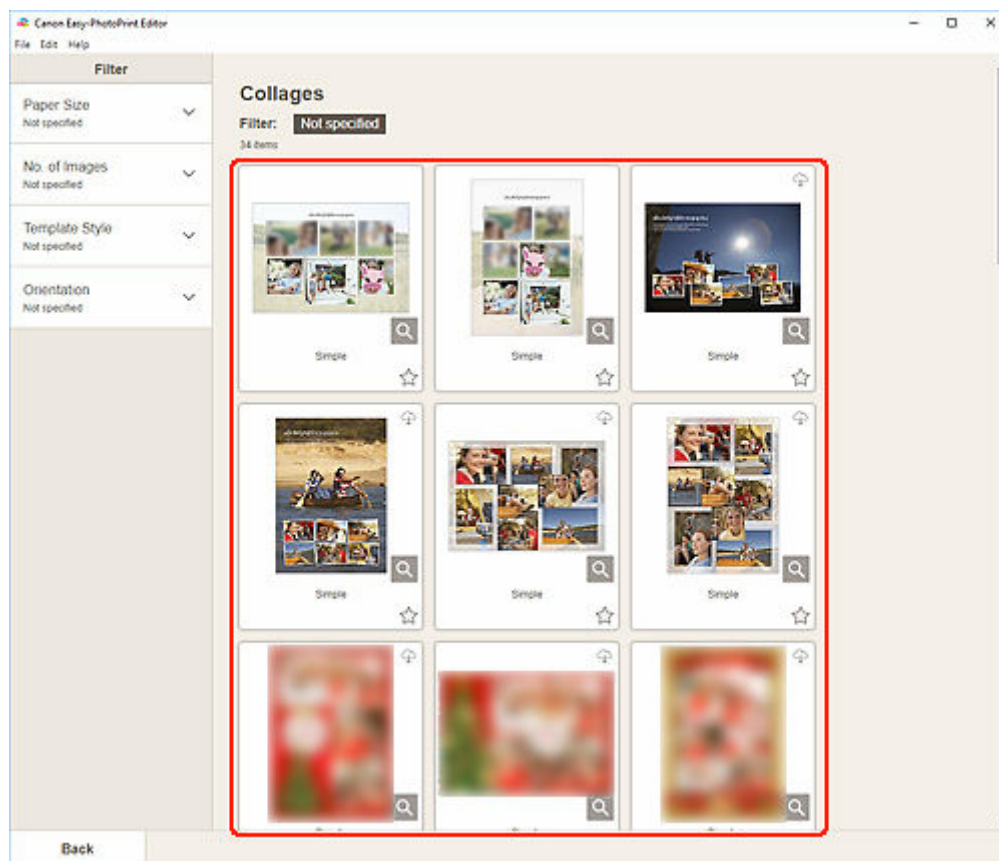 Canon Easy-PhotoPrint Editor
File Edit Help
Filter
Paper Size
Not specified
No. of Images
Not specified
Template Style
Not specified
Orientation
Not specified
Collages
Filter: Not specified
34 items
Simple
Simple
Simple
Simple
Simple
Simple
Back